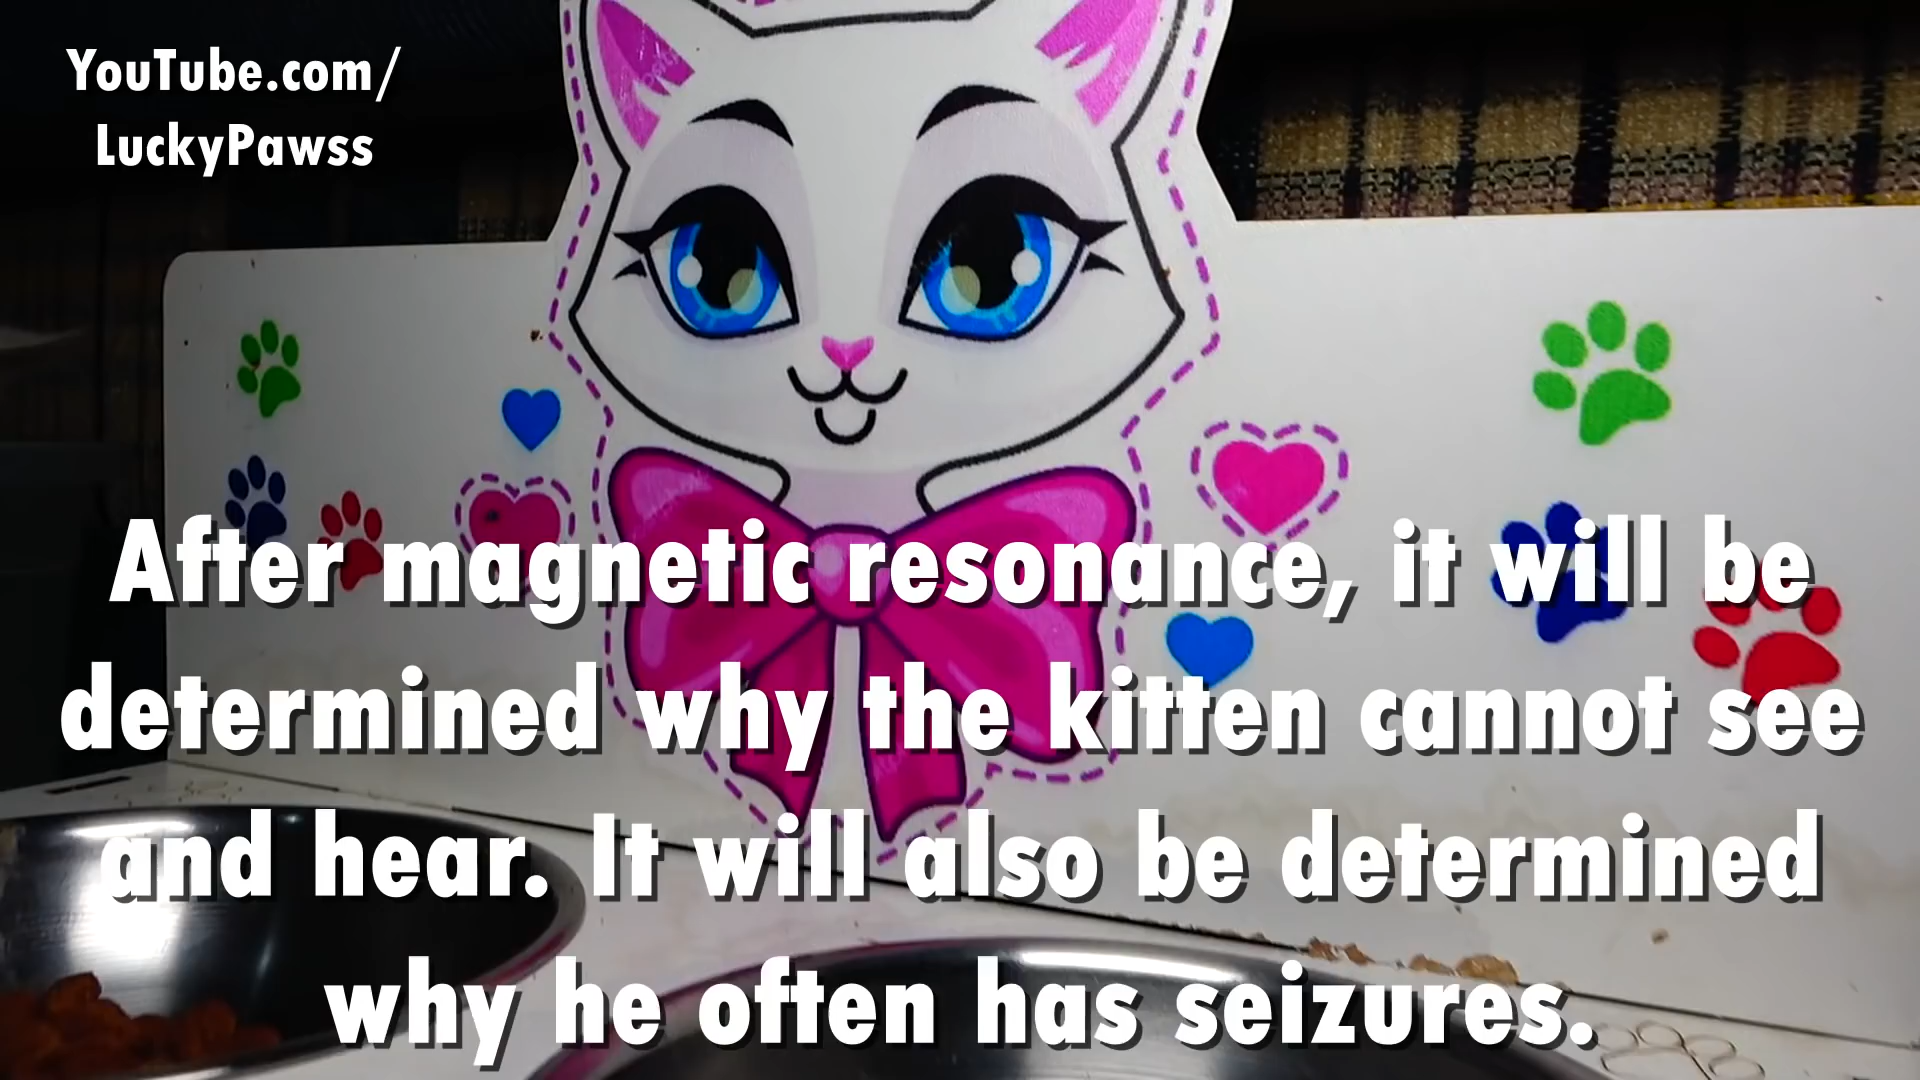 YouTube.com/
LuckyPawss
After magnetic resonance, it will be
determined why the kitten cannot see
and hear. It will also be determined
why he often has seizures.